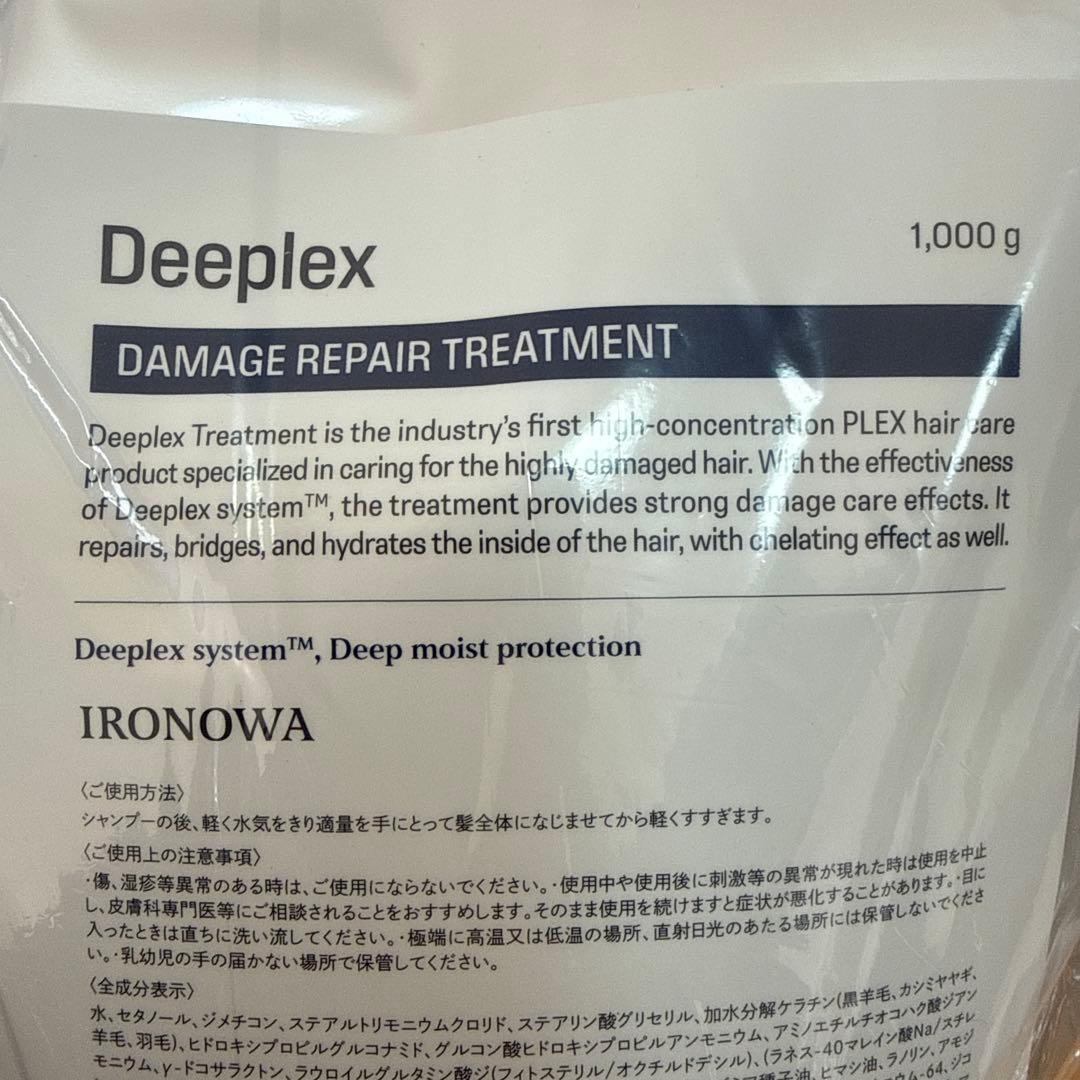 Deeplex
1,000 g
DAMAGE REPAIR TREATMENT
Deeplex Treatment is the industry's first high-concentration PLEX hair care
product specialized in caring for the highly damaged hair. With the effectiveness
of Deeplex system™, the treatment provides strong damage care effects. It
repairs, bridges, and hydrates the inside of the hair, with chelating effect as well.
Deeplex system™, Deep moist protection
IRONOWA
〈ご使用方法〉
シャンプーの後、軽く水気をきり適量を手にとって髪全体になじませてから軽くすすぎます。
〈ご使用上の注意事項〉
・傷、湿疹等異常のある時は、ご使用にならないでください。・使用中や使用後に刺激等の異常が現れた時は使用を中止
し、皮膚科専門医等にご相談されることをおすすめします。そのまま使用を続けますと症状が悪化することがあります。・目に
入ったときは直ちに洗い流してください。・極端に高温又は低温の場所、直射日光のあたる場所には保管しないでくださ
い。・乳幼児の手の届かない場所で保管してください。
〈全成分表示〉
水、セタノール、ジメチコン、ステアルトリモニウムクロリド、ステアリン酸グリセリル、加水分解ケラチン(黒羊毛、カシミヤヤギ、
羊毛、羽毛)、ヒドロキシプロピルグルコナミド、グルコン酸ヒドロキシプロピルアンモニウム、アミノエチルチオコハク酸ジアン
モニウム、γ-ドコサラクトン、ラウロイルグルタミン酸ジ(フィトステリル/オクチルドデシル)、(ラネス-40マレイン酸Na/スチレ
種子油、ヒマシ油、ラノリン、アモジ
ウム-64、ジコ